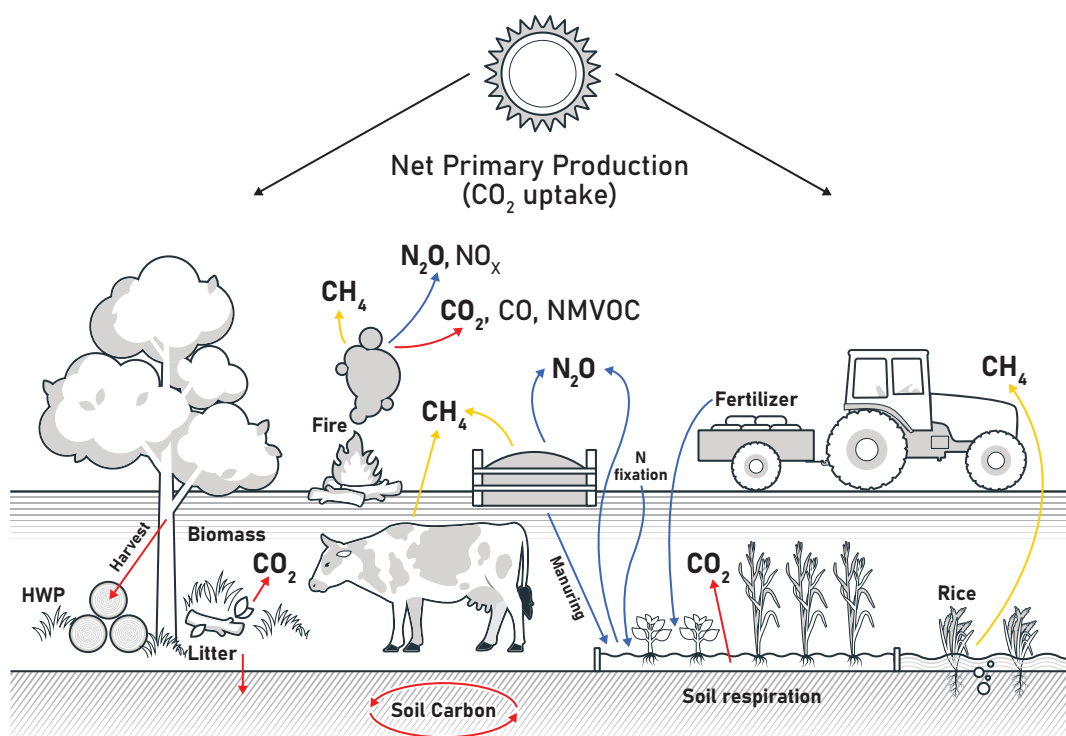 Net Primary Production
(CO₂ uptake)
N₂O, NOₓ
CH₄
CO₂, CO, NMVOC
N₂O
CH₄
Fertilizer
CH₄
Fire
N
fixation
Harvest
Biomass
CO₂
HWP
Manuring
CO₂
Rice
Litter
Soil Carbon
Soil respiration